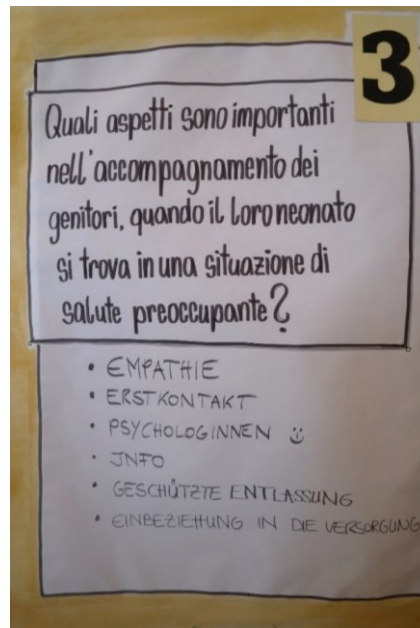 3
Quali aspetti sono importanti
nell'accompagnamento dei
genitori, quando il loro neonato
si trova in una situazione di
salute preoccupante?
• EMPATHIE
• ERSTKONTAKT
• PSYCHOLOGINNEN ☺
• INFO
• GESCHÜTZTE ENTLASSUNG
• EINBEZIEHUNG IN DIE VERSORGUNG